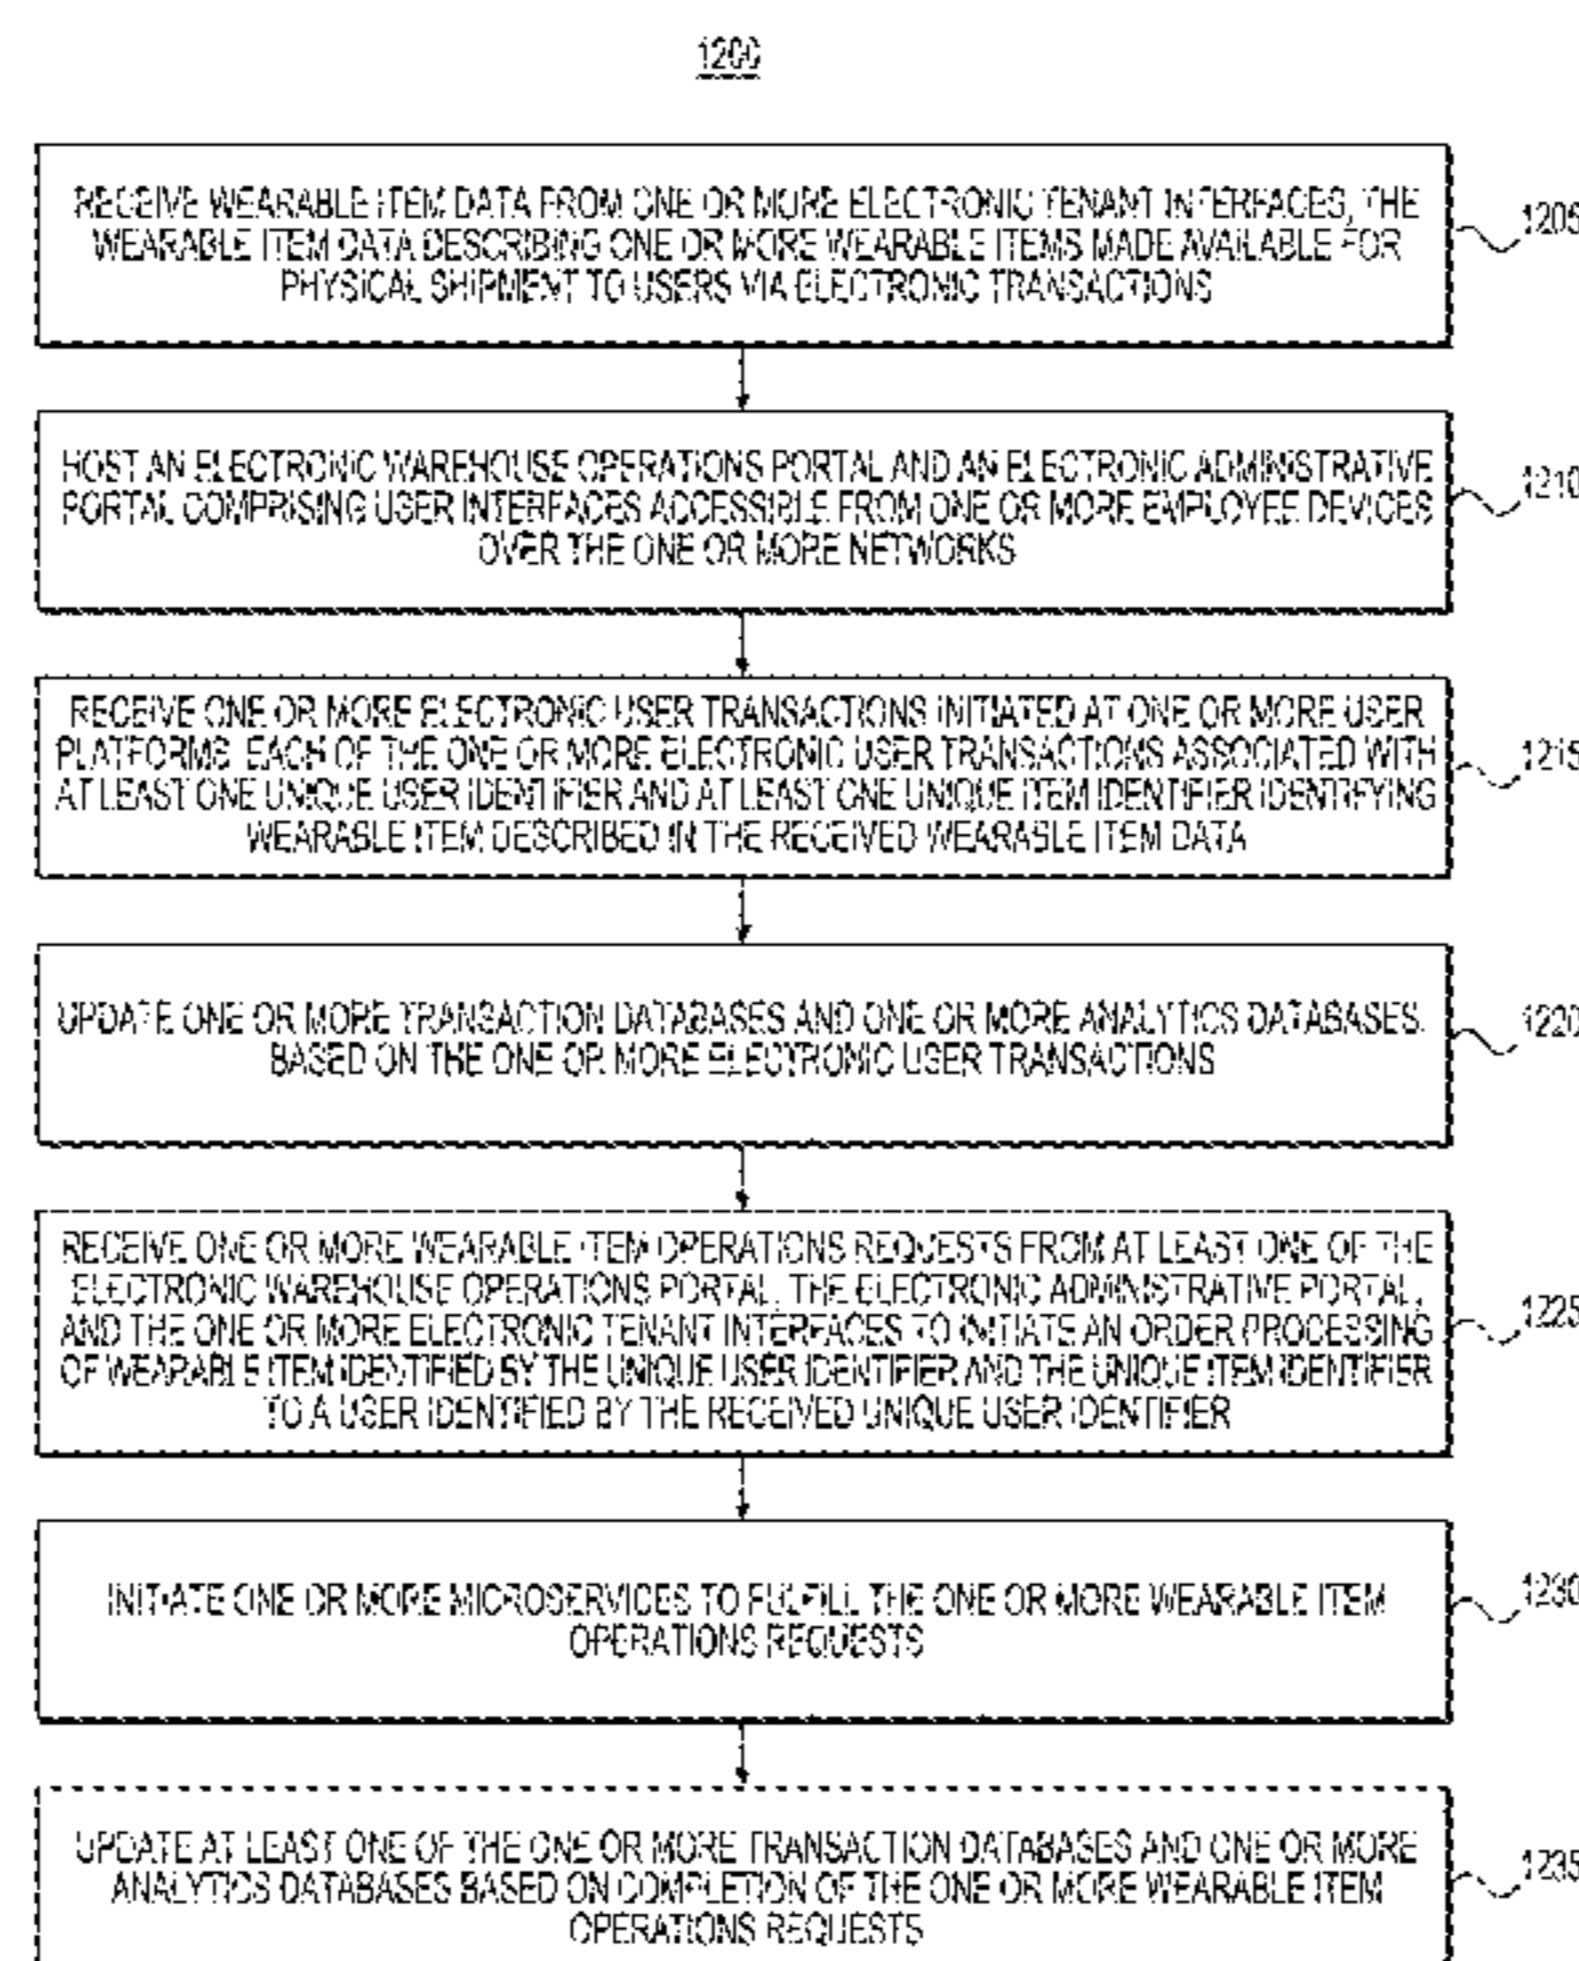 1200
RECEIVE WEARABLE ITEM DATA FROM ONE OR MORE ELECTRONIC TENANT INTERFACES, THE
WEARABLE ITEM DATA DESCRIBING ONE OR MORE WEARABLE ITEMS MADE AVAILABLE FOR
PHYSICAL SHIPMENT TO USERS VIA ELECTRONIC TRANSACTIONS
1205
HOST AN ELECTRONIC WAREHOUSE OPERATIONS PORTAL AND AN ELECTRONIC ADMINISTRATIVE
PORTAL COMPRISING USER INTERFACES ACCESSIBLE FROM ONE OR MORE EMPLOYEE DEVICES
OVER THE ONE OR MORE NETWORKS
1210
RECEIVE ONE OR MORE ELECTRONIC USER TRANSACTIONS INITIATED AT ONE OR MORE USER
PLATFORMS, EACH OF THE ONE OR MORE ELECTRONIC USER TRANSACTIONS ASSOCIATED WITH
AT LEAST ONE UNIQUE USER IDENTIFIER AND AT LEAST ONE UNIQUE ITEM IDENTIFIER IDENTIFYING
WEARABLE ITEM DESCRIBED IN THE RECEIVED WEARABLE ITEM DATA
1215
UPDATE ONE OR MORE TRANSACTION DATABASES AND ONE OR MORE ANALYTICS DATABASES,
BASED ON THE ONE OR MORE ELECTRONIC USER TRANSACTIONS
1220
RECEIVE ONE OR MORE WEARABLE ITEM OPERATIONS REQUESTS FROM AT LEAST ONE OF THE
ELECTRONIC WAREHOUSE OPERATIONS PORTAL, THE ELECTRONIC ADMINISTRATIVE PORTAL,
AND THE ONE OR MORE ELECTRONIC TENANT INTERFACES TO INITIATE AN ORDER PROCESSING
OF WEARABLE ITEM IDENTIFIED BY THE UNIQUE USER IDENTIFIER AND THE UNIQUE ITEM IDENTIFIER
TO A USER IDENTIFIED BY THE RECEIVED UNIQUE USER IDENTIFIER
1225
INITIATE ONE OR MORE MICROSERVICES TO FULFILL THE ONE OR MORE WEARABLE ITEM
OPERATIONS REQUESTS
1230
UPDATE AT LEAST ONE OF THE ONE OR MORE TRANSACTION DATABASES AND ONE OR MORE
ANALYTICS DATABASES BASED ON COMPLETION OF THE ONE OR MORE WEARABLE ITEM
OPERATIONS REQUESTS
1235